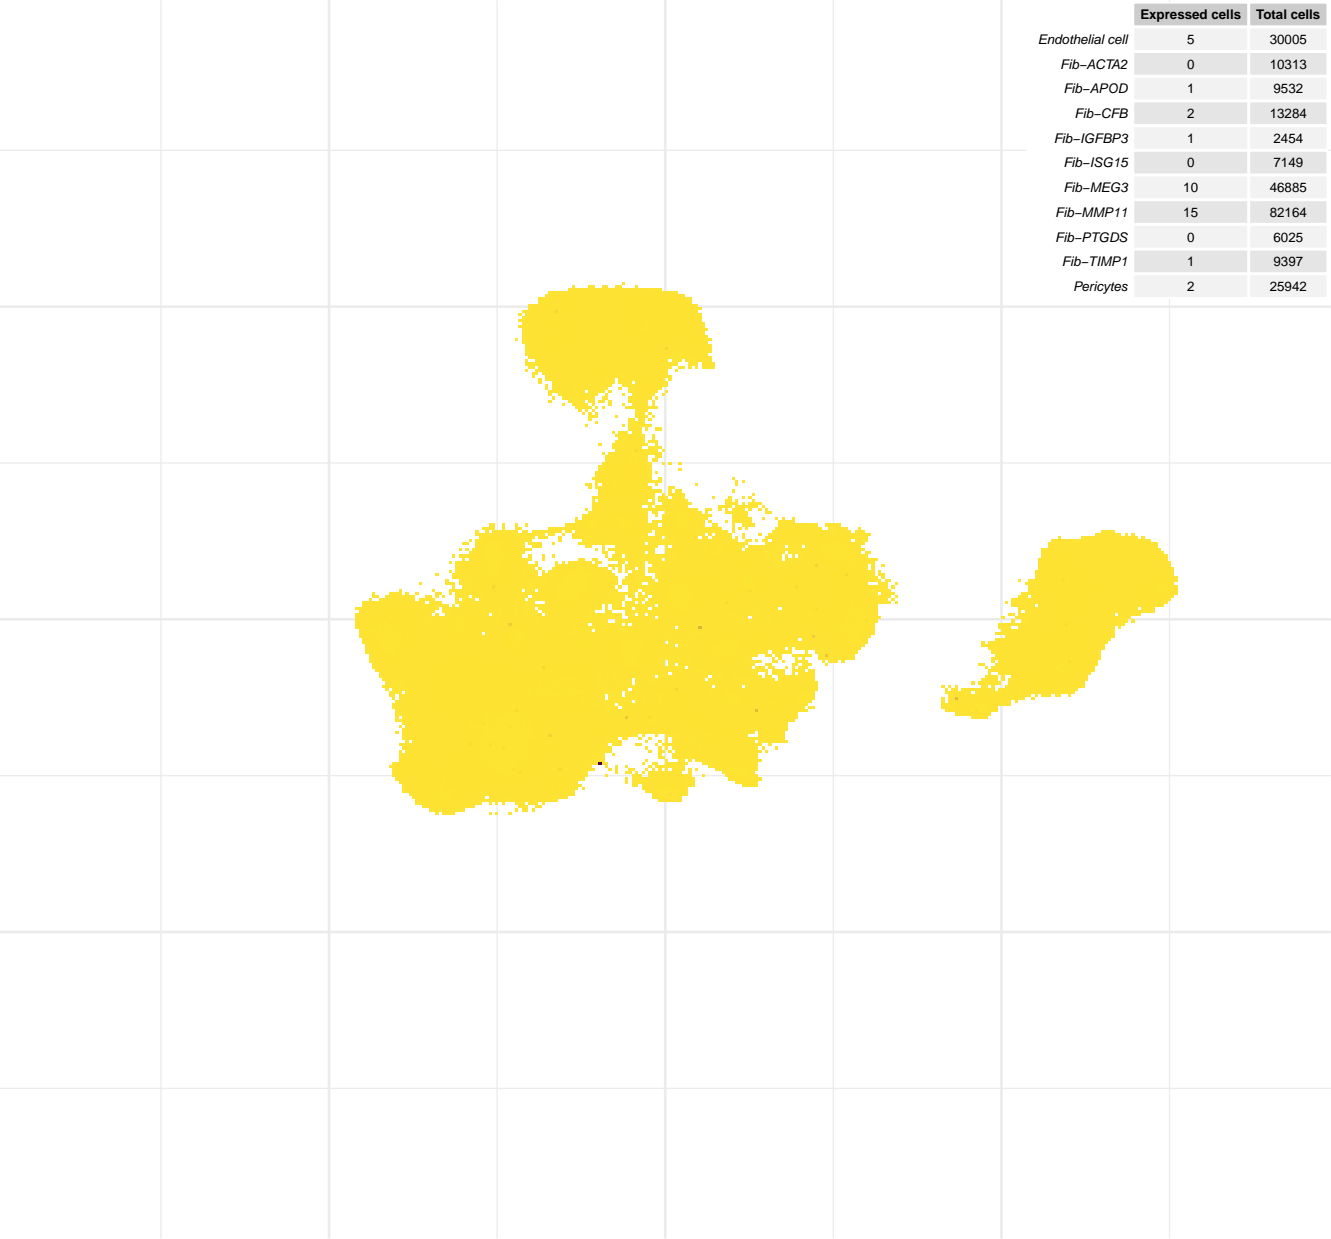 Expressed cells Total cells
Endothelial cell 5 30005
Fib−ACTA2 0 10313
Fib−APOD 1 9532
Fib−CFB 2 13284
Fib−IGFBP3 1 2454
Fib−ISG15 0 7149
Fib−MEG3 10 46885
Fib−MMP11 15 82164
Fib−PTGDS 0 6025
Fib−TIMP1 1 9397
Pericytes 2 25942